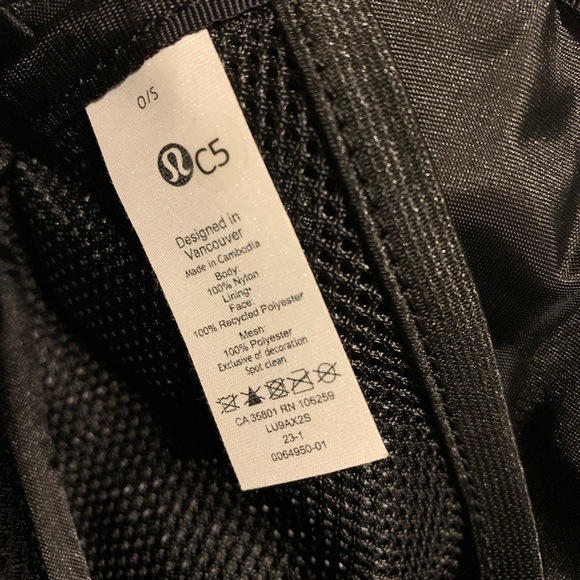 O/S
C5
Designed in
Vancouver
Made in Cambodia
Body:
100% Nylon
Lining*
Face:
100% Recycled Polyester
Mesh:
100% Polyester
Exclusive of decoration
Spot clean
CA 35801 RN 106259
LU9AX2S
23-1
0064950-01